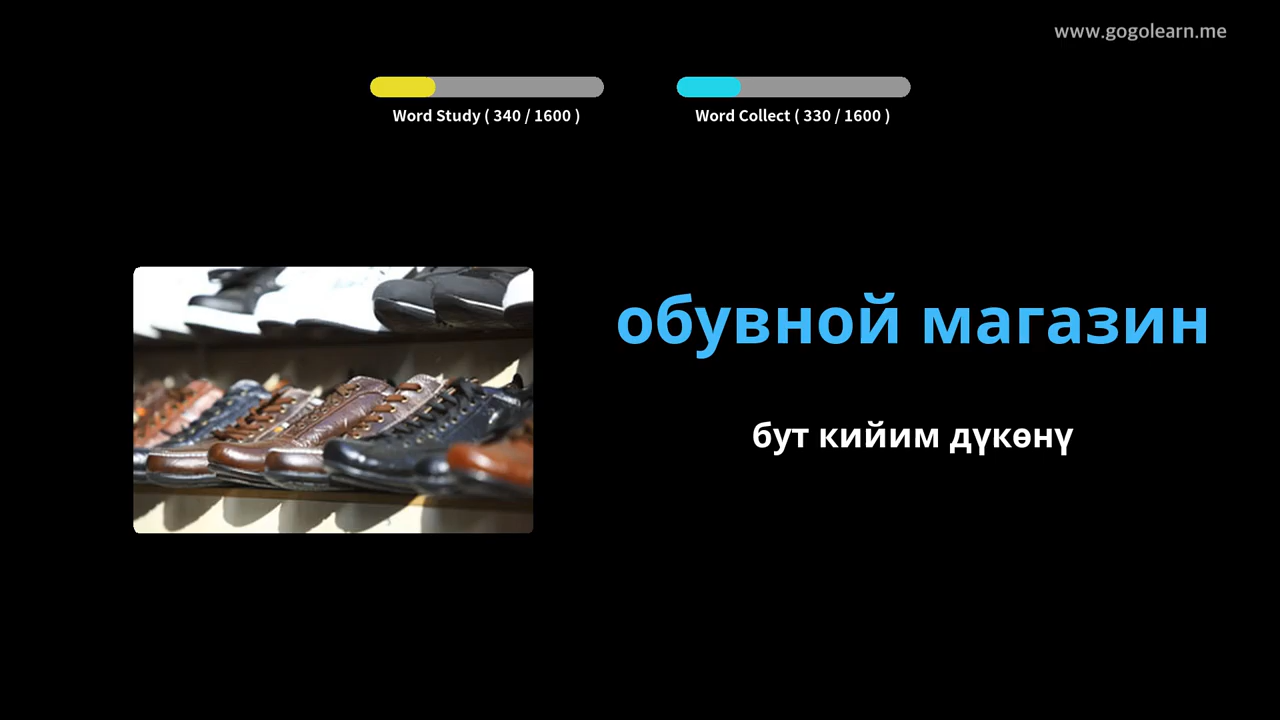 www.gogolearn.me
Word Study ( 340 / 1600 )
Word Collect ( 330 / 1600 )
обувной магазин
бут кийим дүкөнү